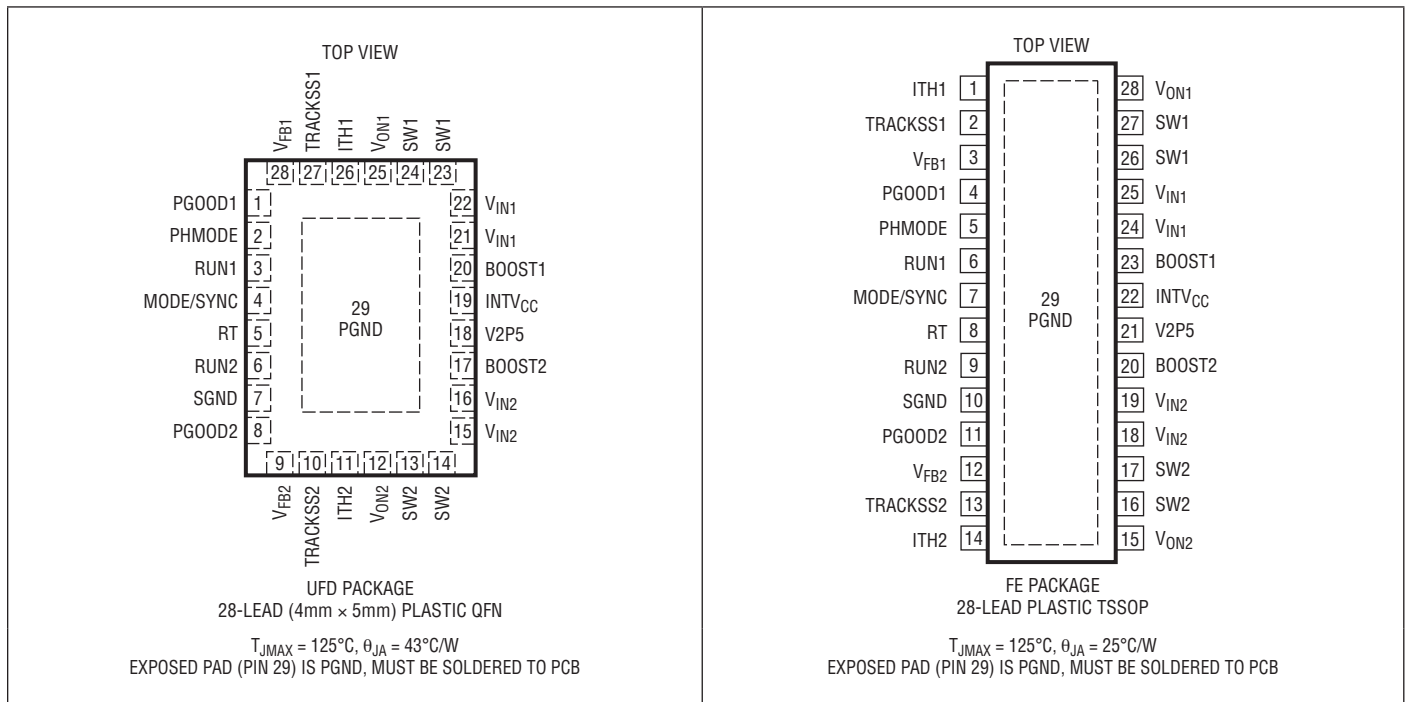 TOP VIEW
VFB1
TRACKSS1
ITH1
VON1
SW1
SW1
28 27 26 25 24 23
PGOOD1 1
PHMODE 2
RUN1 3
MODE/SYNC 4
RT 5
RUN2 6
SGND 7
PGOOD2 8
29
PGND
22 VIN1
21 VIN1
20 BOOST1
19 INTVCC
18 V2P5
17 BOOST2
16 VIN2
15 VIN2
9 10 11 12 13 14
VFB2
TRACKSS2
ITH2
VON2
SW2
SW2
UFD PACKAGE
28-LEAD (4mm × 5mm) PLASTIC QFN
TJMAX = 125°C, θJA = 43°C/W
EXPOSED PAD (PIN 29) IS PGND, MUST BE SOLDERED TO PCB
TOP VIEW
ITH1 1
TRACKSS1 2
VFB1 3
PGOOD1 4
PHMODE 5
RUN1 6
MODE/SYNC 7
RT 8
RUN2 9
SGND 10
PGOOD2 11
VFB2 12
TRACKSS2 13
ITH2 14
29
PGND
28 VON1
27 SW1
26 SW1
25 VIN1
24 VIN1
23 BOOST1
22 INTVCC
21 V2P5
20 BOOST2
19 VIN2
18 VIN2
17 SW2
16 SW2
15 VON2
FE PACKAGE
28-LEAD PLASTIC TSSOP
TJMAX = 125°C, θJA = 25°C/W
EXPOSED PAD (PIN 29) IS PGND, MUST BE SOLDERED TO PCB